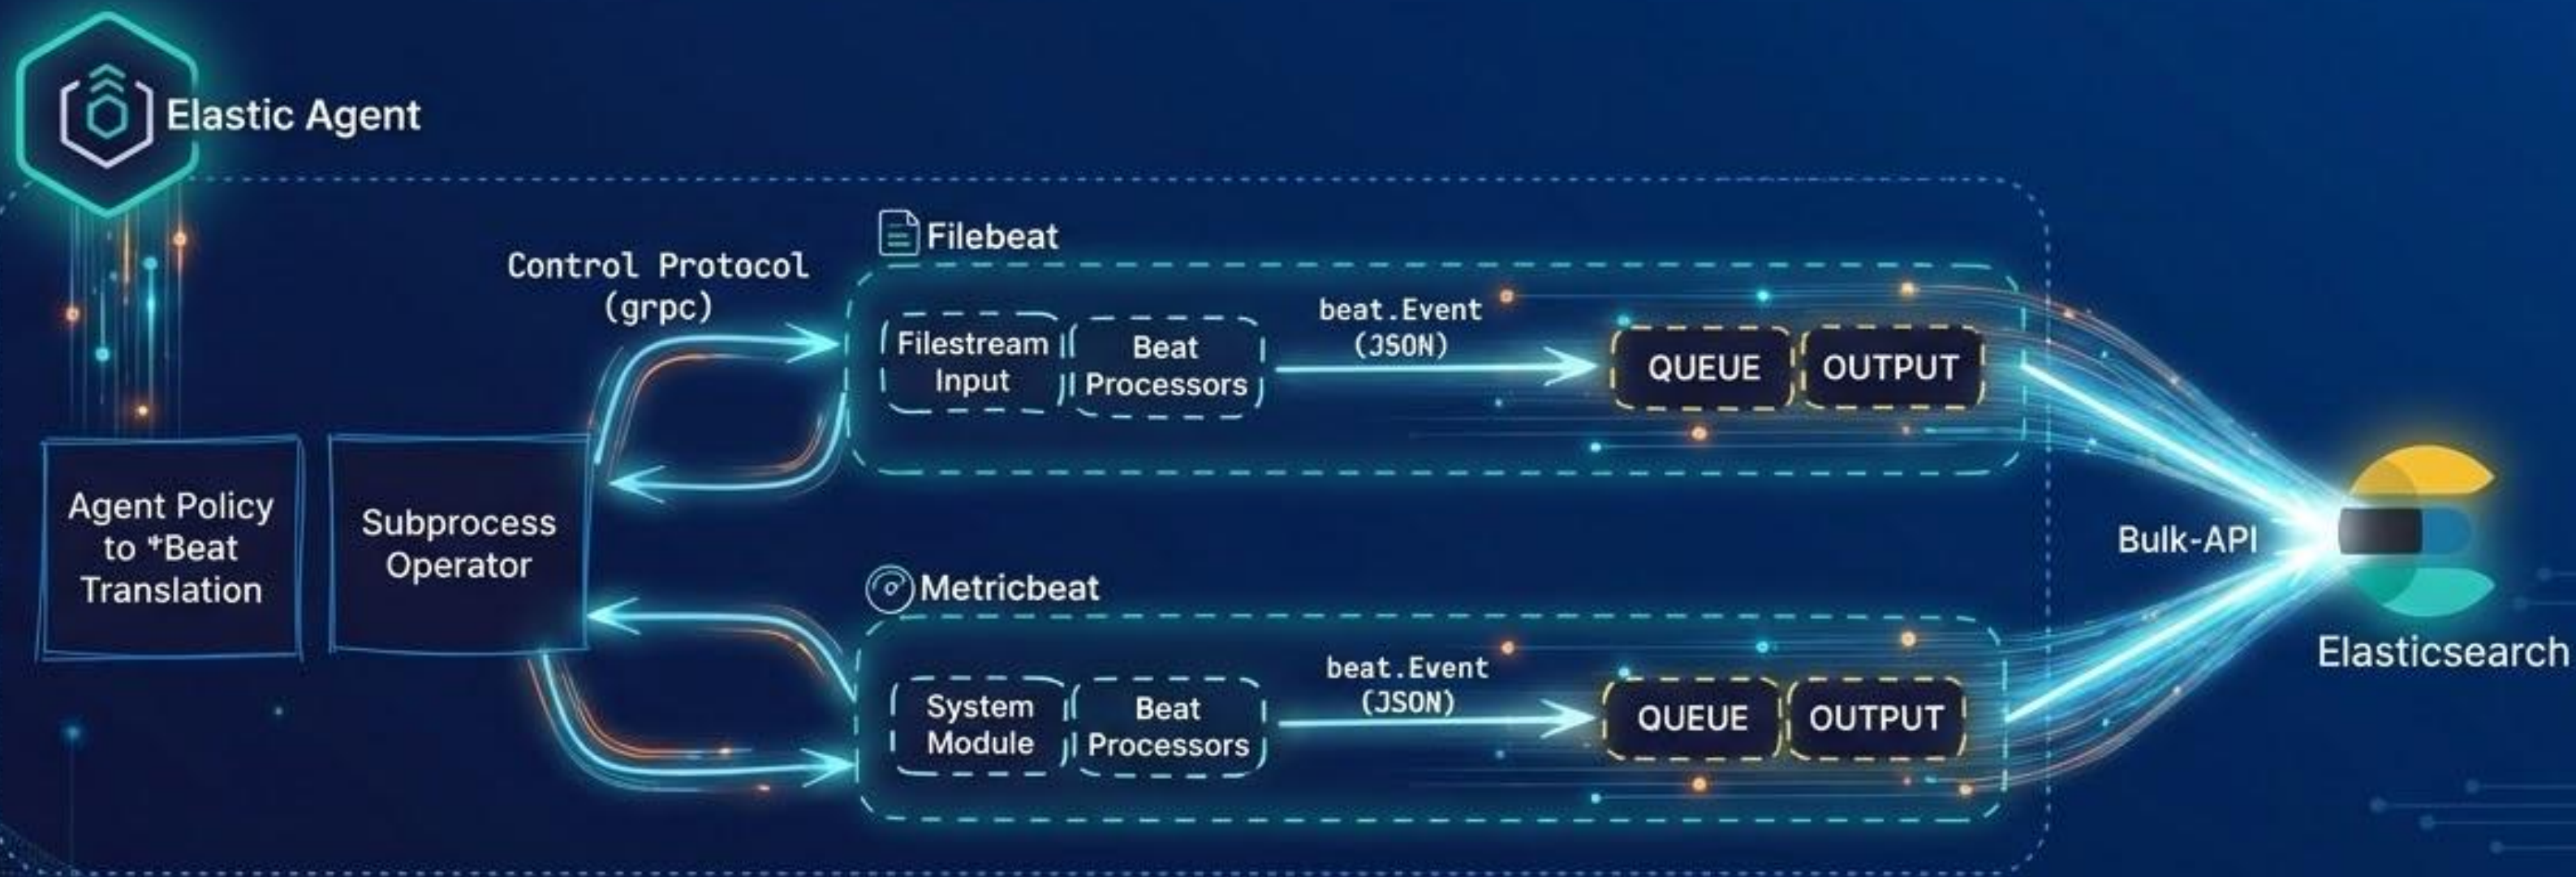 Elastic Agent
Control Protocol
(grpc)
Filebeat
Filestream
Input
Beat
Processors
beat.Event
(JSON)
QUEUE
OUTPUT
Agent Policy
to *Beat
Translation
Subprocess
Operator
Bulk-API
Elasticsearch
Metricbeat
System
Module
Beat
Processors
beat.Event
(JSON)
QUEUE
OUTPUT